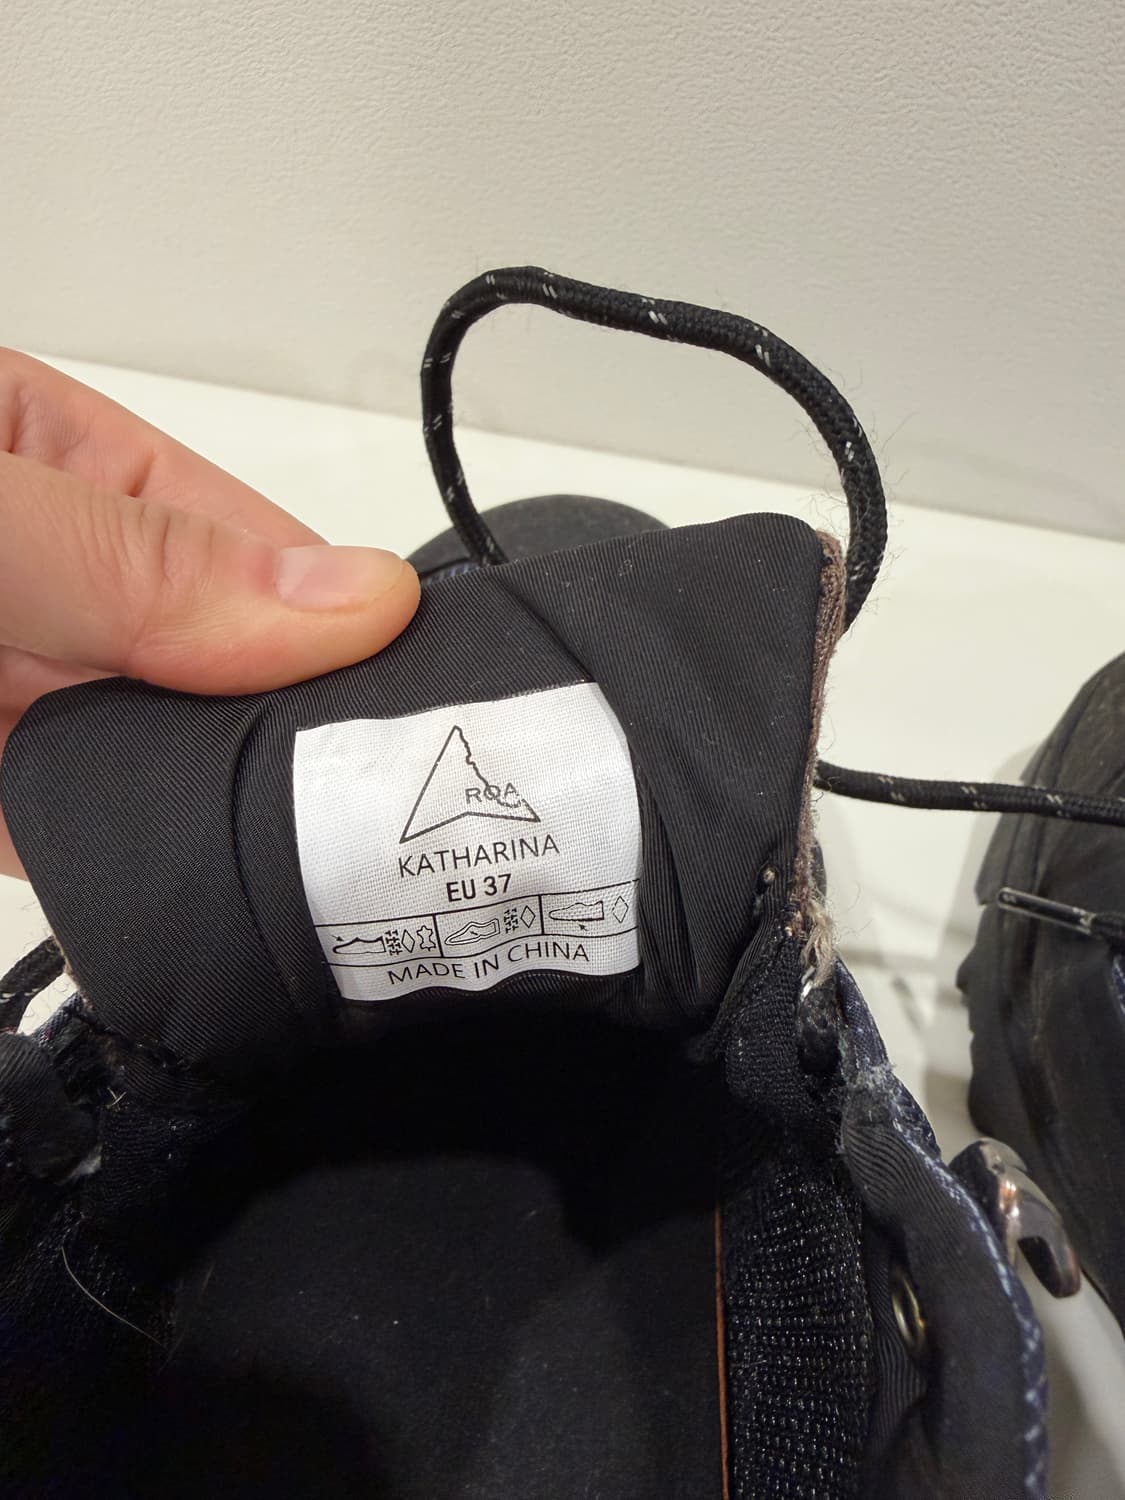 ROA
KATHARINA
EU 37
MADE IN CHINA